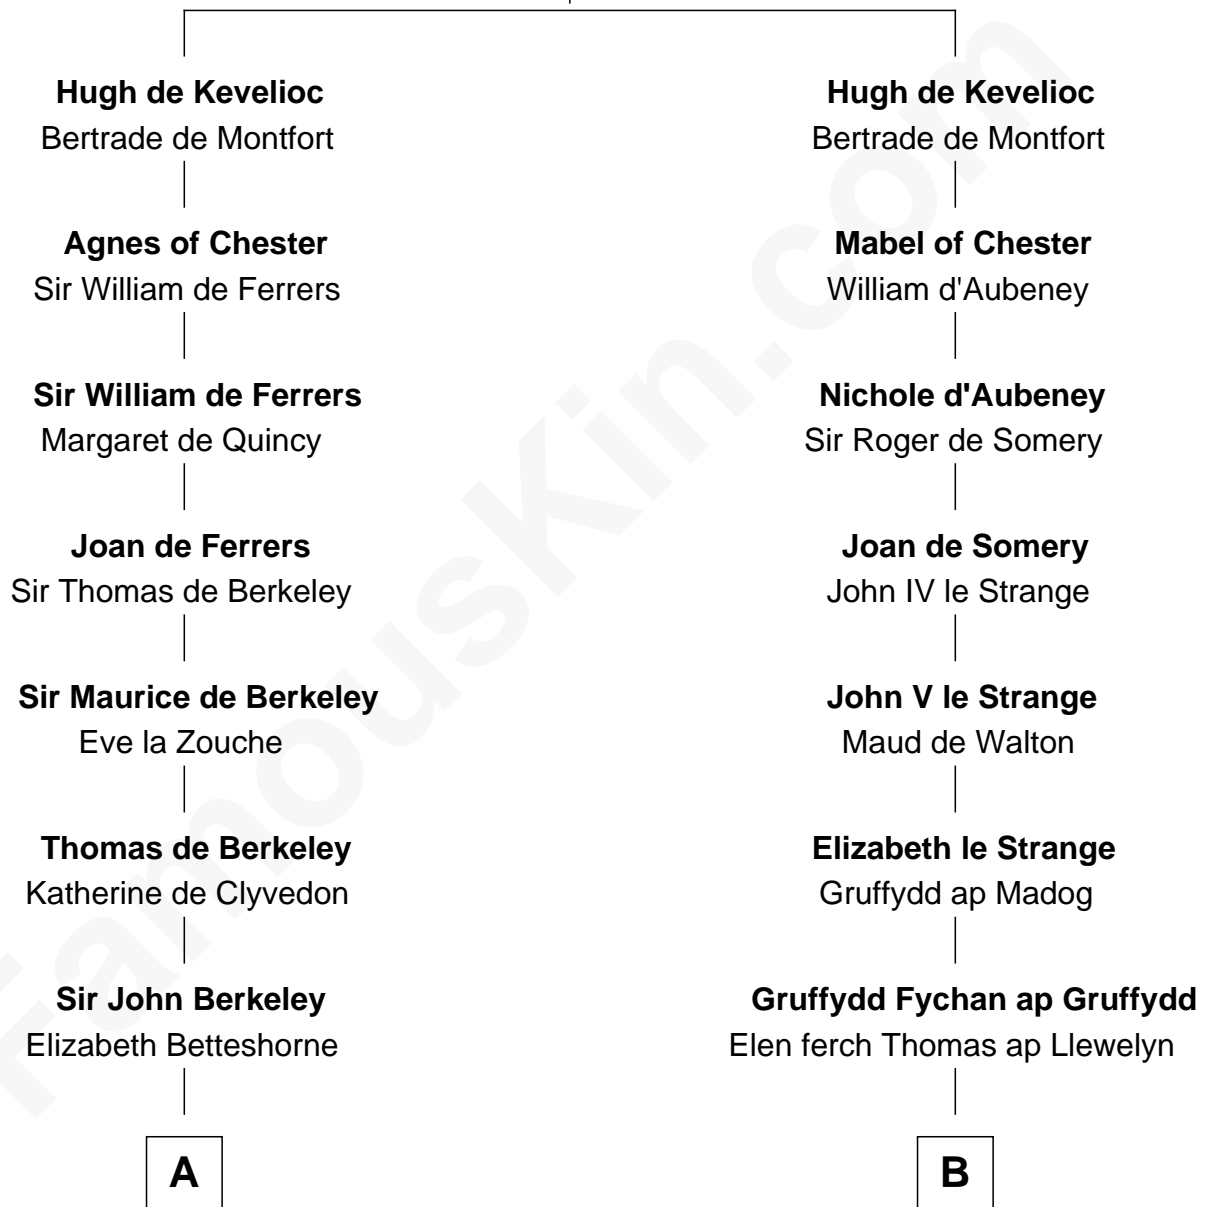 Hugh de Kevelioc
Bertrade de Montfort
Agnes of Chester
Sir William de Ferrers
Sir William de Ferrers
Margaret de Quincy
Joan de Ferrers
Sir Thomas de Berkeley
Sir Maurice de Berkeley
Eve la Zouche
Thomas de Berkeley
Katherine de Clyvedon
Sir John Berkeley
Elizabeth Betteshorne
A
Hugh de Kevelioc
Bertrade de Montfort
Mabel of Chester
William d'Aubeney
Nichole d'Aubeney
Sir Roger de Somery
Joan de Somery
John IV le Strange
John V le Strange
Maud de Walton
Elizabeth le Strange
Gruffydd ap Madog
Gruffydd Fychan ap Gruffydd
Elen ferch Thomas ap Llewelyn
B
FamousKin.com